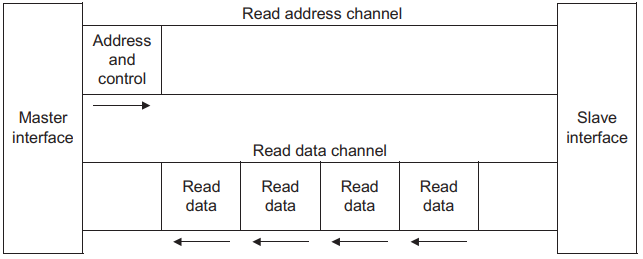 Read address channel
Address
and
control
Master
interface
Slave
interface
Read data channel
Read
data
Read
data
Read
data
Read
data